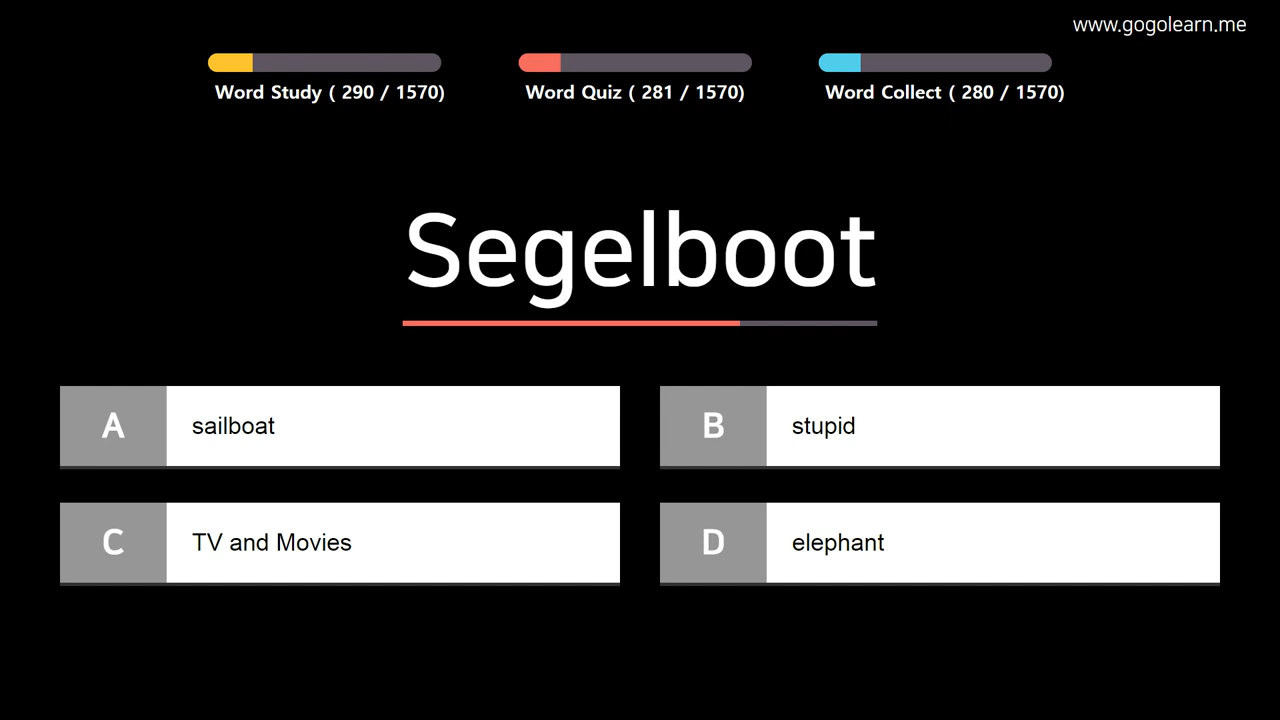 www.gogolearn.me
Word Study ( 290 / 1570)
Word Quiz ( 281 / 1570)
Word Collect ( 280 / 1570)
Segelboot
A sailboat
B stupid
C TV and Movies
D elephant